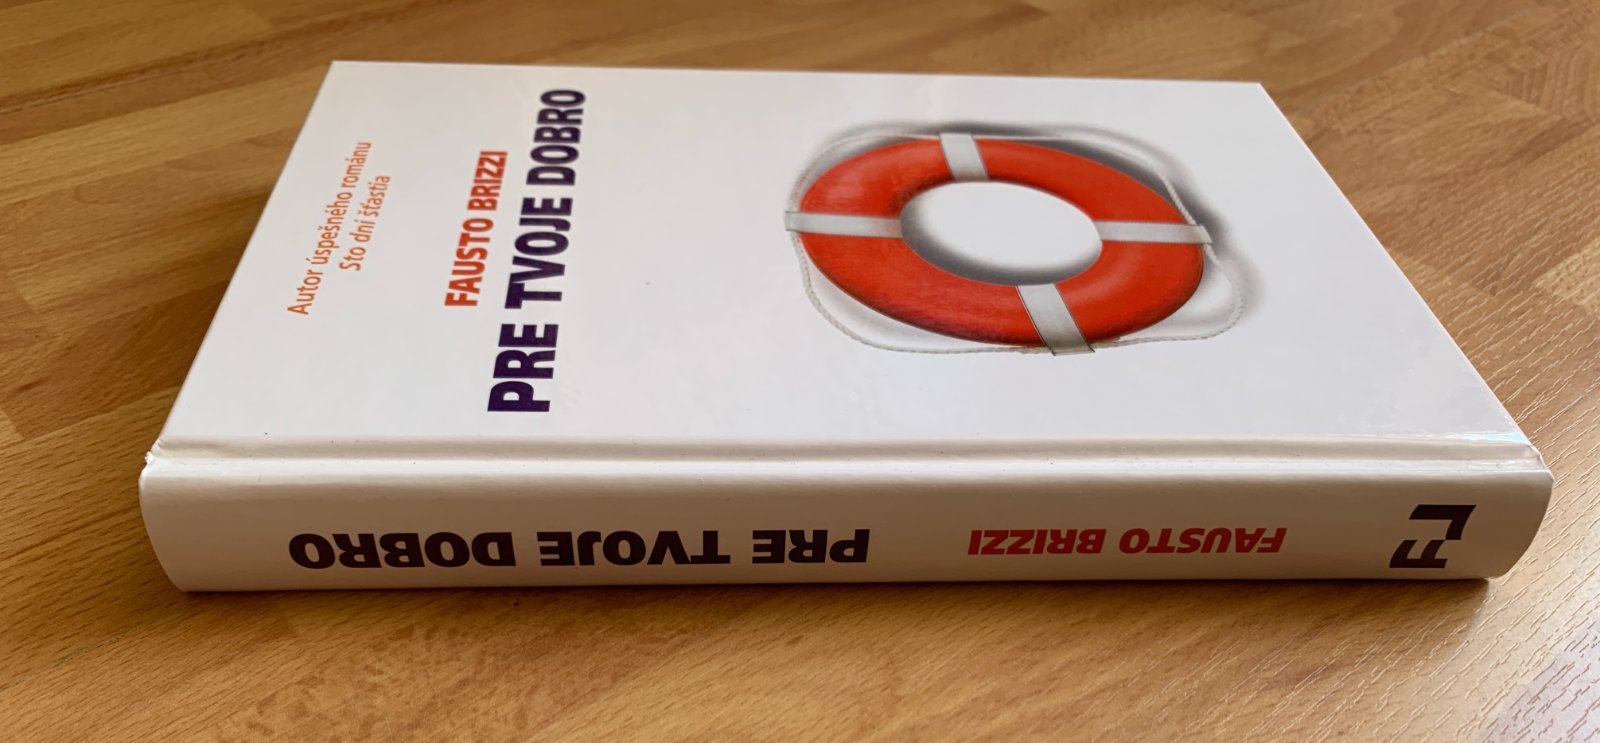 Autor úspešného románu
Sto dní šťastia
FAUSTO BRIZZI
PRE TVOJE DOBRO
FAUSTO BRIZZI
PRE TVOJE DOBRO